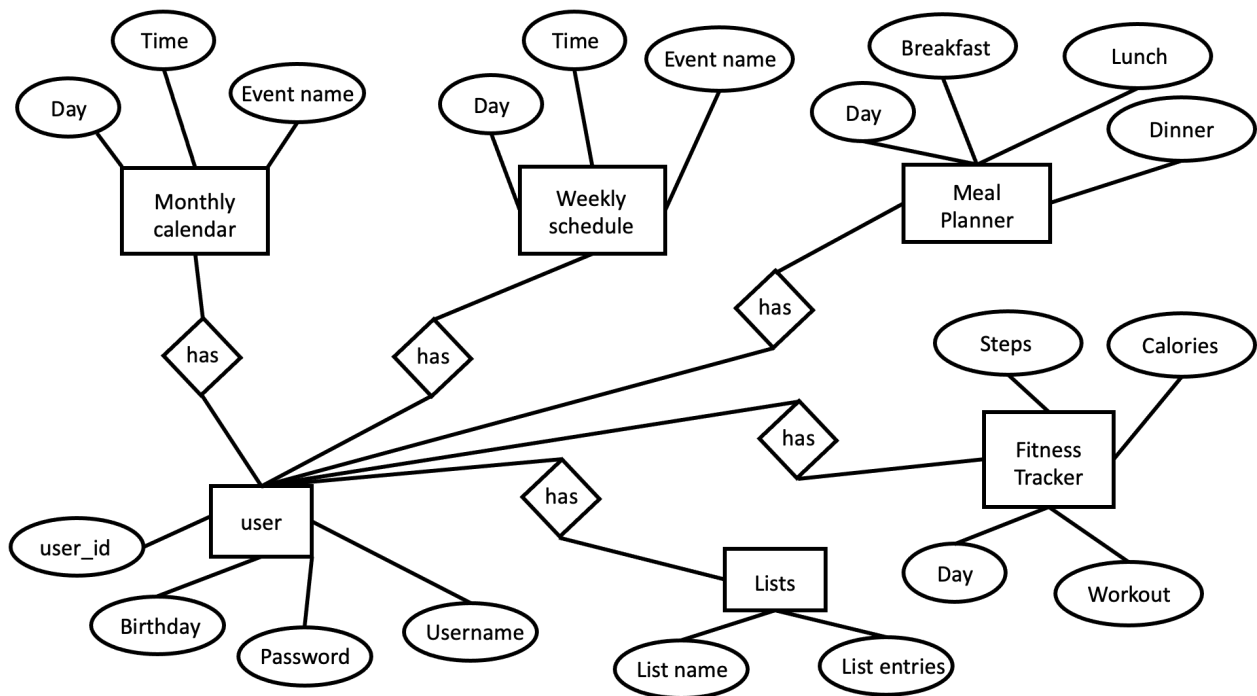 Time
Day
Event name
Monthly
calendar
Time
Day
Event name
Weekly
schedule
Breakfast
Lunch
Day
Dinner
Meal
Planner
has
has
has
Steps
Calories
has
Fitness
Tracker
Day
Workout
has
user
user_id
Birthday
Password
Username
Lists
List name
List entries